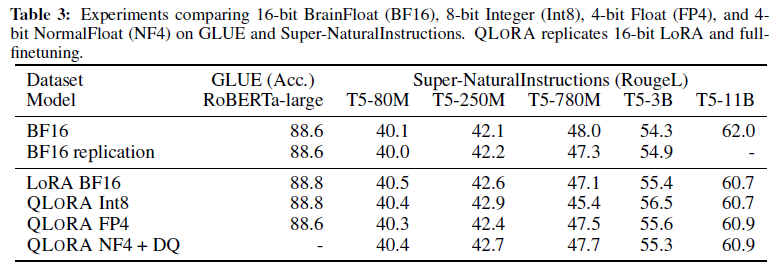 Table 3: Experiments comparing 16-bit BrainFloat (BF16), 8-bit Integer (Int8), 4-bit Float (FP4), and 4-
bit NormalFloat (NF4) on GLUE and Super-NaturalInstructions. QLORA replicates 16-bit LoRA and full-
finetuning.
Dataset GLUE (Acc.) Super-NaturalInstructions (RougeL)
Model RoBERTa-large T5-80M T5-250M T5-780M T5-3B T5-11B
BF16 88.6 40.1 42.1 48.0 54.3 62.0
BF16 replication 88.6 40.0 42.2 47.3 54.9 -
LoRA BF16 88.8 40.5 42.6 47.1 55.4 60.7
QLORA Int8 88.8 40.4 42.9 45.4 56.5 60.7
QLORA FP4 88.6 40.3 42.4 47.5 55.6 60.9
QLORA NF4 + DQ - 40.4 42.7 47.7 55.3 60.9